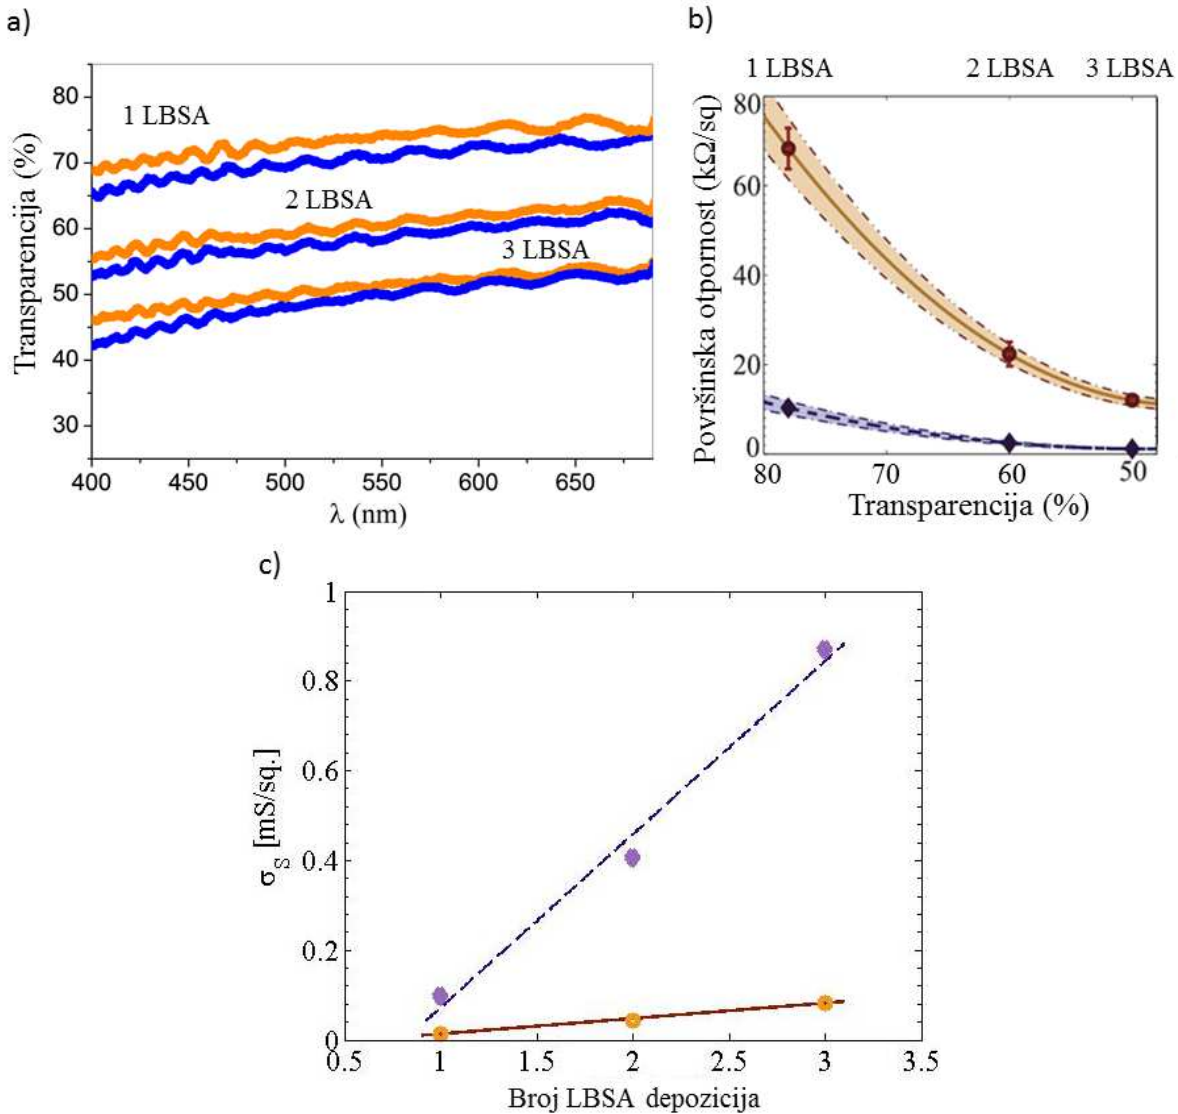 a)
Transparencija (%)
80
70
60
50
40
30
1 LBSA
2 LBSA
3 LBSA
400
450
500
550
600
650
λ (nm)
b)
1 LBSA
2 LBSA
3 LBSA
Površinska otpornost (kΩ/sq)
80
60
40
20
0
80
70
60
50
Transparencija (%)
c)
σS [mS/sq.]
1
0.8
0.6
0.4
0.2
0
0.5
1
1.5
2
2.5
3
3.5
Broj LBSA depozicija